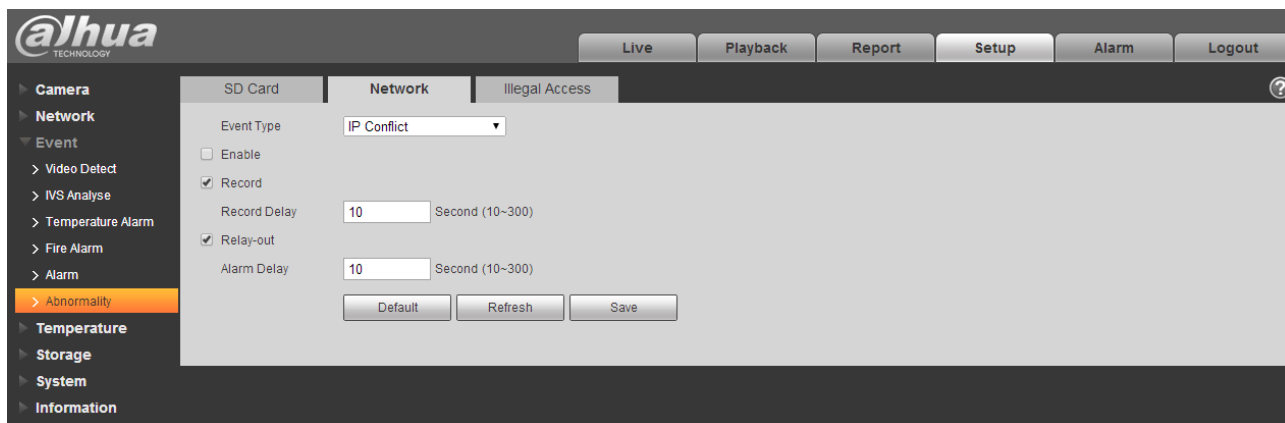 alhua
TECHNOLOGY
Live Playback Report Setup Alarm Logout
Camera
Network
Event
Video Detect
IVS Analyse
Temperature Alarm
Fire Alarm
Alarm
Abnormality
Temperature
Storage
System
Information
SD Card Network Illegal Access ?
Event Type IP Conflict
Enable
Record
Record Delay 10 Second (10~300)
Relay-out
Alarm Delay 10 Second (10~300)
Default Refresh Save